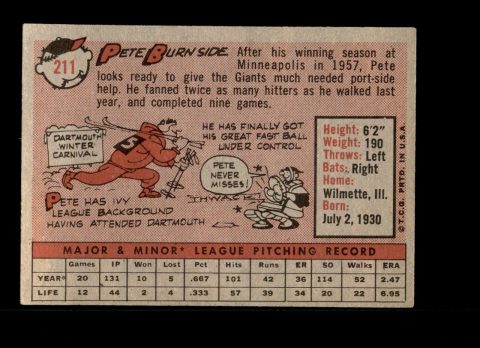 211
PETE BURNSIDE. After his winning season at
Minneapolis in 1957, Pete
looks ready to give the Giants much needed port-side
help. He fanned twice as many hitters as he walked
last year, and completed nine games.
DARTMOUTH
WINTER
CARNIVAL
5
PETE HAS IVY
LEAGUE BACKGROUND
HAVING ATTENDED DARTMOUTH
HE HAS FINALLY GOT
HIS GREAT FAST BALL
UNDER CONTROL
PETE
NEVER
MISSES!
THWACK
Height: 6'2"
Weight: 190
Throws: Left
Bats: Right
Home:
Wilmette, Ill.
Born:
July 2, 1930
© T.C.G. PRTD. IN U.S.A
MAJOR & MINOR* LEAGUE PITCHING RECORD
Games IP Won Lost Pct Hits Runs ER SO Walks ERA
YEAR* 20 131 10 5 .667 101 42 36 114 52 2.47
LIFE 12 44 2 4 .333 57 39 34 20 22 6.95